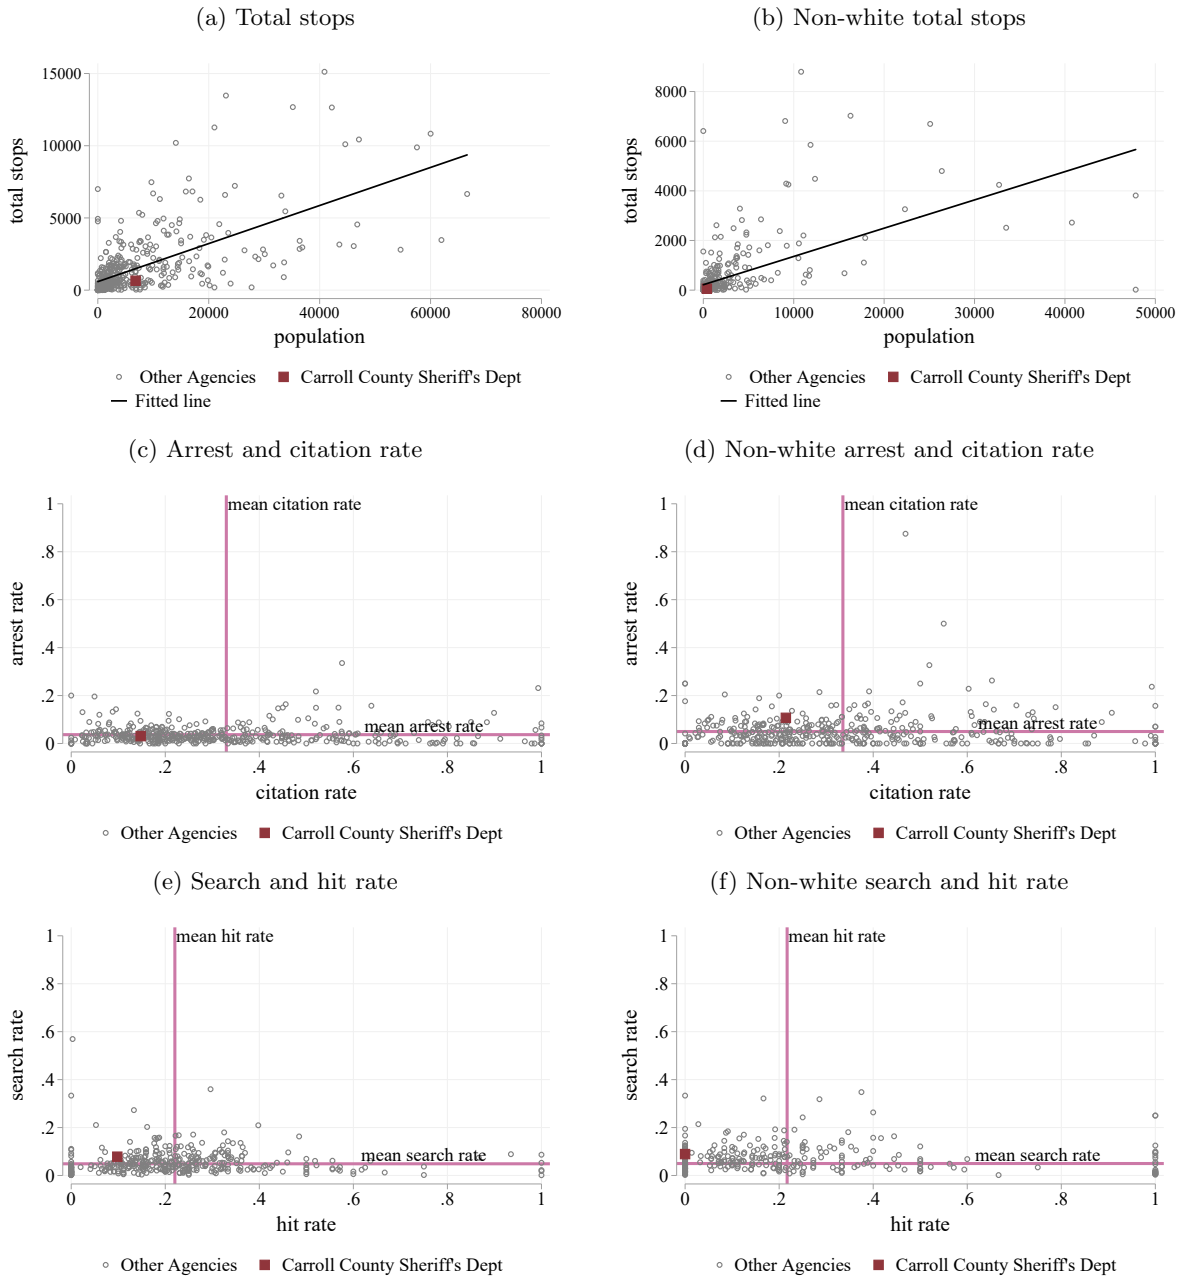 (a) Total stops
15000
10000
5000
0
total stops
0 20000 40000 60000 80000
population
Other Agencies Carroll County Sheriff's Dept
Fitted line
(b) Non-white total stops
8000
6000
4000
2000
0
total stops
0 10000 20000 30000 40000 50000
population
Other Agencies Carroll County Sheriff's Dept
Fitted line
(c) Arrest and citation rate
1
.8
.6
.4
.2
0
arrest rate
mean citation rate
mean arrest rate
0 .2 .4 .6 .8 1
citation rate
Other Agencies Carroll County Sheriff's Dept
(d) Non-white arrest and citation rate
1
.8
.6
.4
.2
0
arrest rate
mean citation rate
mean arrest rate
0 .2 .4 .6 .8 1
citation rate
Other Agencies Carroll County Sheriff's Dept
(e) Search and hit rate
1
.8
.6
.4
.2
0
search rate
mean hit rate
mean search rate
0 .2 .4 .6 .8 1
hit rate
Other Agencies Carroll County Sheriff's Dept
(f) Non-white search and hit rate
1
.8
.6
.4
.2
0
search rate
mean hit rate
mean search rate
0 .2 .4 .6 .8 1
hit rate
Other Agencies Carroll County Sheriff's Dept